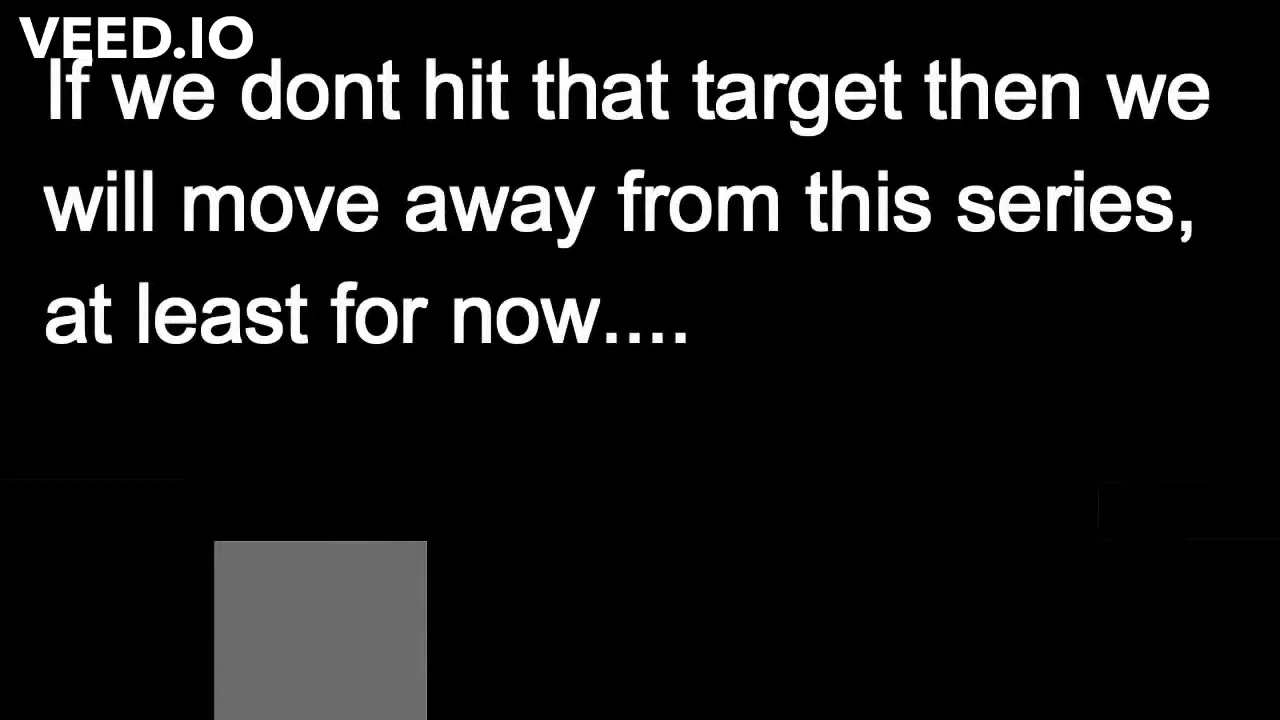 VEED.IO
If we dont hit that target then we
will move away from this series,
at least for now....